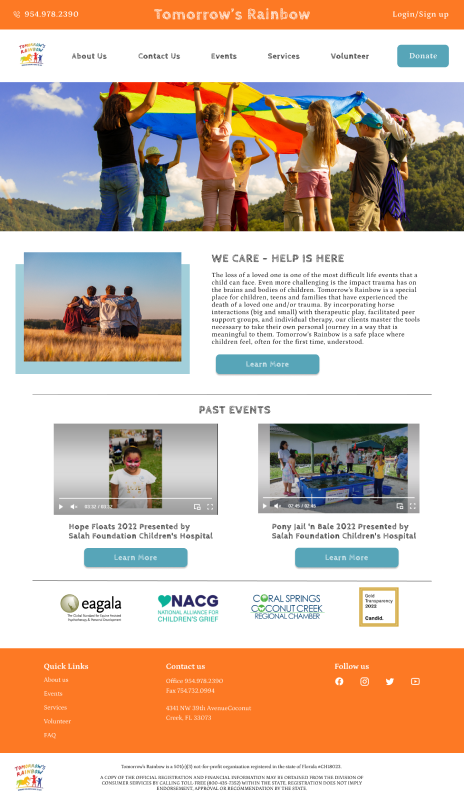 954.978.2390
Tomorrow's Rainbow
Login/Sign up
TOMORROW'S
RAINBOW
About Us
Contact Us
Events
Services
Volunteer
Donate
WE CARE - HELP IS HERE
The loss of a loved one is one of the most difficult life events that a
child can face. Even more challenging is the impact trauma has on
the brains and bodies of children. Tomorrow's Rainbow is a special
place for children, teens and families that have experienced the
death of a loved one and/or trauma. By incorporating horse
interactions (big and small) with therapeutic play, facilitated peer
support groups, and individual therapy, our clients master the tools
necessary to take their own personal journey in a way that is
meaningful to them. Tomorrow's Rainbow is a safe place where
children feel, often for the first time, understood.
Learn More
PAST EVENTS
02:45 / 02:45
Hope Floats 2022 Presented by
Salah Foundation Children's Hospital
Pony Jail 'n Bale 2022 Presented by
Salah Foundation Children's Hospital
Learn More
Learn More
eagala
The Global Standard for Equine Assisted
Psychotherapy & Personal Development
NACG
NATIONAL ALLIANCE FOR
CHILDREN'S GRIEF
CORAL SPRINGS
COCONUT CREEK
REGIONAL CHAMBER
Gold
Transparency
2022
Candid.
Quick Links
About us
Events
Services
Volunteer
FAQ
Contact us
Office 954.978.2390
Fax 754.732.0994
4341 NW 39th AvenueCoconut
Creek, FL 33073
Follow us
TOMORROW'S
RAINBOW
Tomorrow's Rainbow is a 501(c)(3) not-for-profit organization registered in the state of Florida #CH18023.
A COPY OF THE OFFICIAL REGISTRATION AND FINANCIAL INFORMATION MAY BE OBTAINED FROM THE DIVISION OF
CONSUMER SERVICES BY CALLING TOLL-FREE (800-435-7352) WITHIN THE STATE. REGISTRATION DOES NOT IMPLY
ENDORSEMENT, APPROVAL OR RECOMMENDATION BY THE STATE.